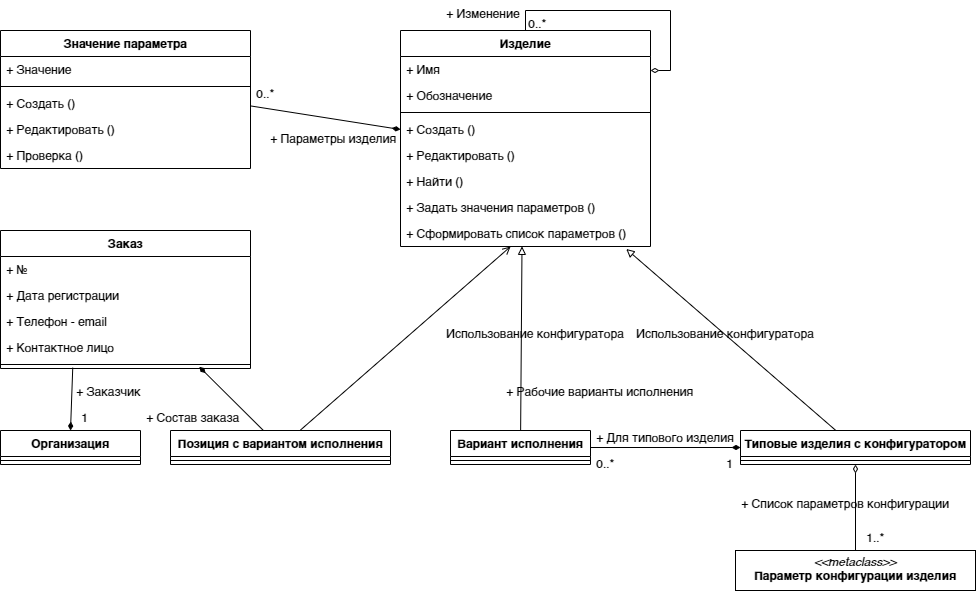 + Изменение
0..*
Значение параметра
+ Значение
+ Создать ()
+ Редактировать ()
+ Проверка ()
Изделие
+ Имя
+ Обозначение
+ Создать ()
+ Редактировать ()
+ Найти ()
+ Задать значения параметров ()
+ Сформировать список параметров ()
0..*
+ Параметры изделия
Заказ
+ №
+ Дата регистрации
+ Телефон - email
+ Контактное лицо
Использование конфигуратора
Использование конфигуратора
+ Заказчик
1
+ Состав заказа
+ Рабочие варианты исполнения
Организация
Позиция с вариантом исполнения
Вариант исполнения
+ Для типового изделия
0..*
1
Типовые изделия с конфигуратором
+ Список параметров конфигурации
1..*
<<metaclass>>
Параметр конфигурации изделия